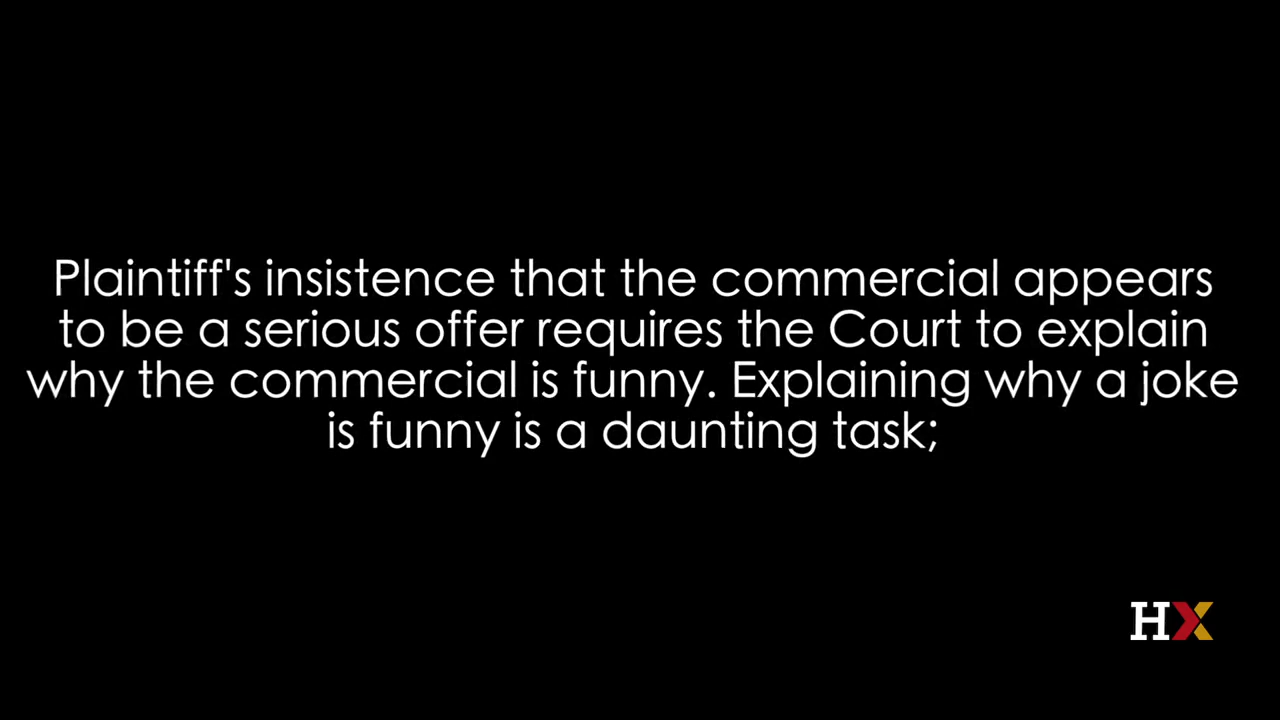 Plaintiff's insistence that the commercial appears
to be a serious offer requires the Court to explain
why the commercial is funny. Explaining why a joke
is funny is a daunting task;
HX